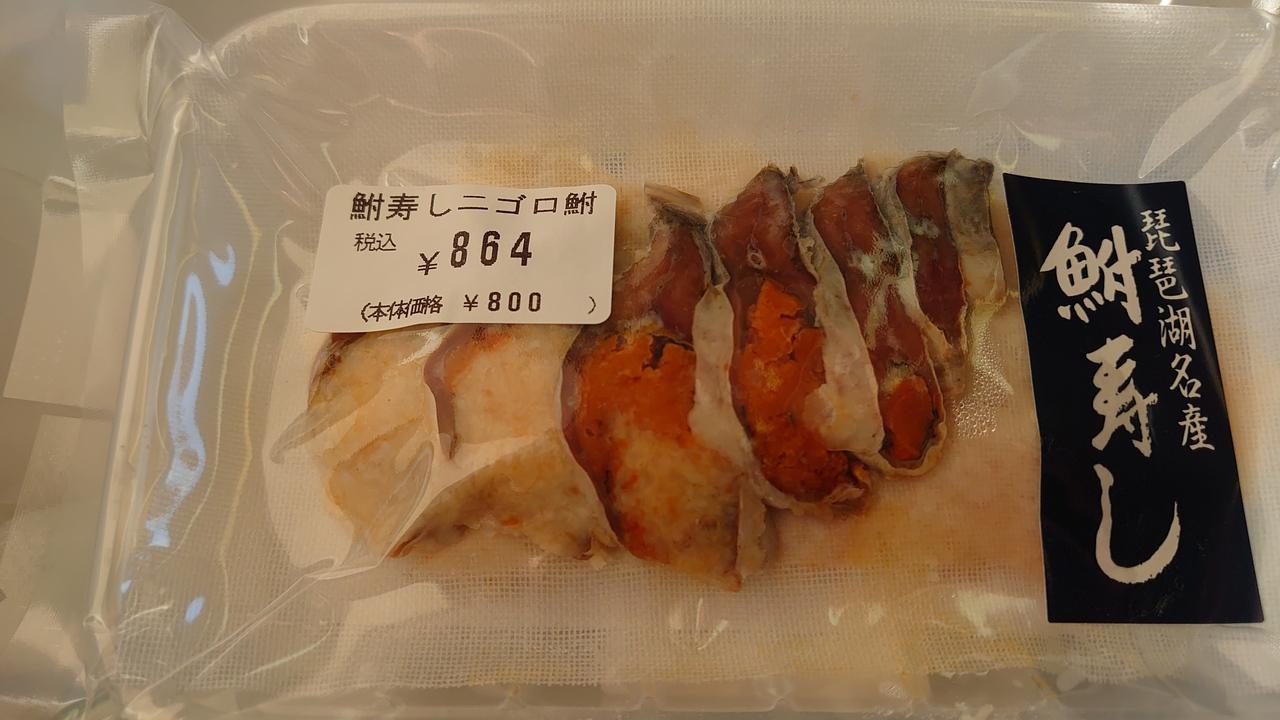 鮒寿しニゴロ鮒
税込 ¥864
(本体価格 ¥800 )
琵琶湖名産
鮒寿し